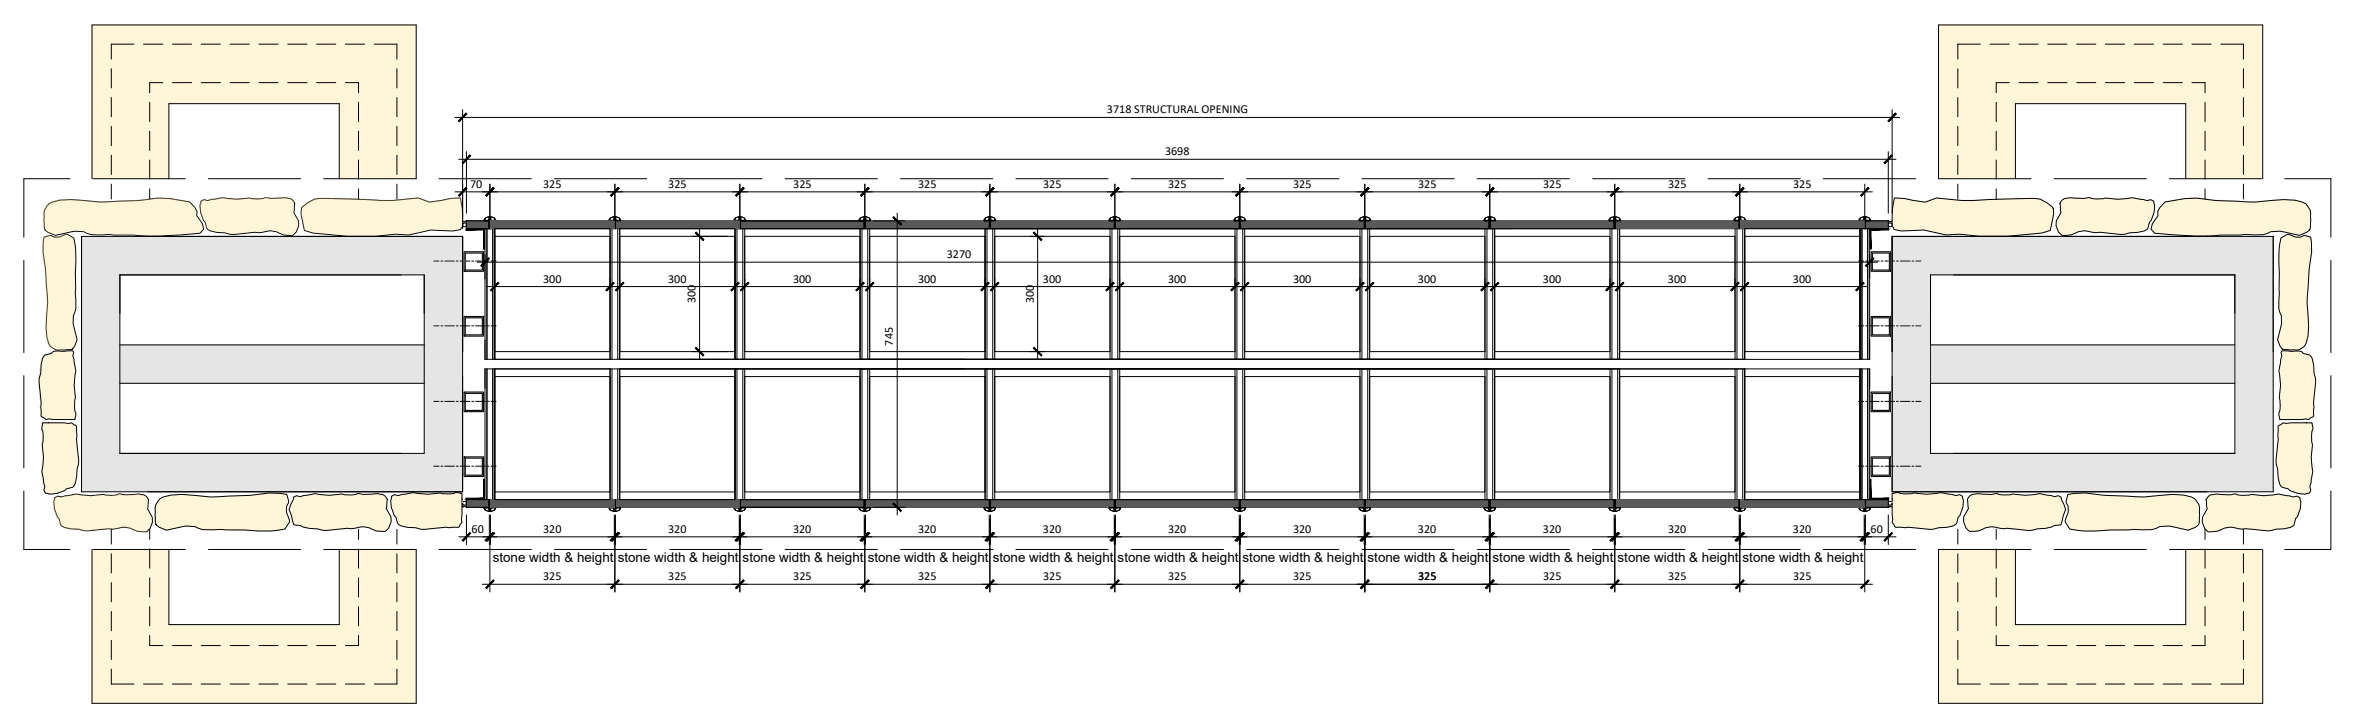 3718 STRUCTURAL OPENING
3698
70 325 325 325 325 325 325 325 325 325 325 325
3270
300 300 300 300 300 300 300 300 300 300 300
300 300
745
60 320 320 320 320 320 320 320 320 320 320 320 60
stone width & height stone width & height stone width & height stone width & height stone width & height stone width & height stone width & height stone width & height stone width & height stone width & height stone width & height
325 325 325 325 325 325 325 325 325 325 325